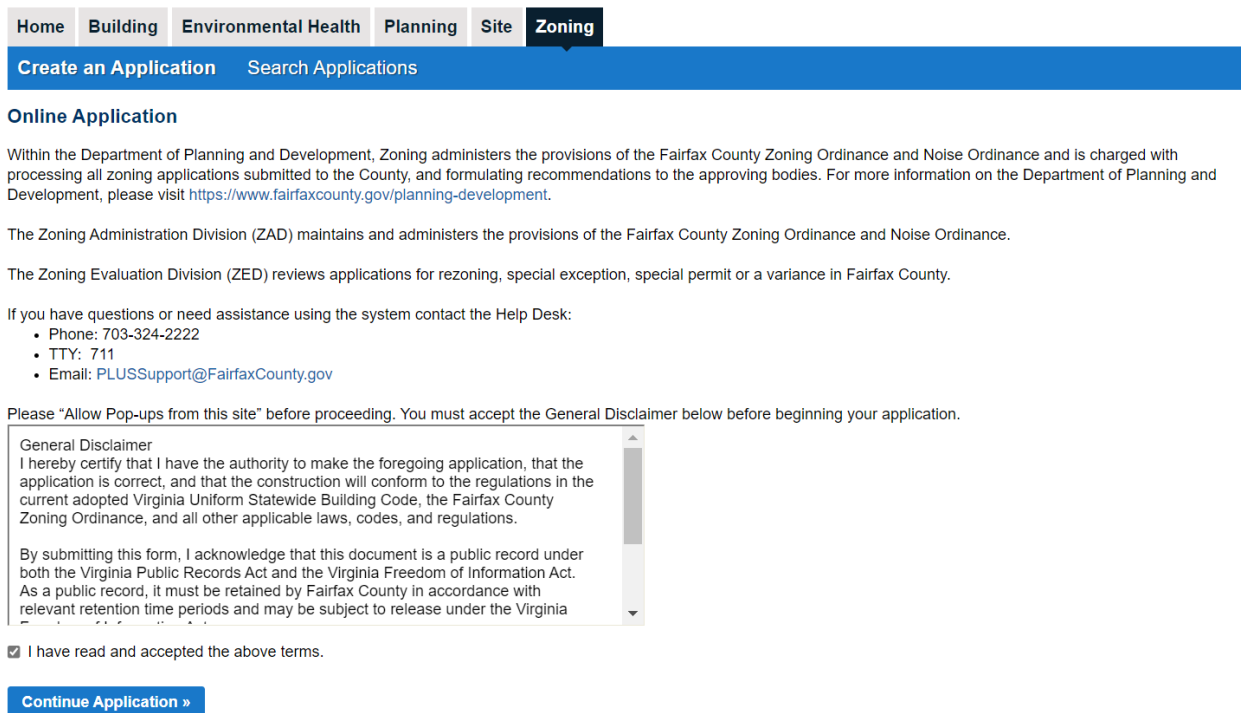 Home Building Environmental Health Planning Site Zoning
Create an Application Search Applications
Online Application
Within the Department of Planning and Development, Zoning administers the provisions of the Fairfax County Zoning Ordinance and Noise Ordinance and is charged with
processing all zoning applications submitted to the County, and formulating recommendations to the approving bodies. For more information on the Department of Planning and
Development, please visit https://www.fairfaxcounty.gov/planning-development.
The Zoning Administration Division (ZAD) maintains and administers the provisions of the Fairfax County Zoning Ordinance and Noise Ordinance.
The Zoning Evaluation Division (ZED) reviews applications for rezoning, special exception, special permit or a variance in Fairfax County.
If you have questions or need assistance using the system contact the Help Desk:
• Phone: 703-324-2222
• TTY: 711
• Email: PLUSSupport@FairfaxCounty.gov
Please “Allow Pop-ups from this site” before proceeding. You must accept the General Disclaimer below before beginning your application.
General Disclaimer
I hereby certify that I have the authority to make the foregoing application, that the
application is correct, and that the construction will conform to the regulations in the
current adopted Virginia Uniform Statewide Building Code, the Fairfax County
Zoning Ordinance, and all other applicable laws, codes, and regulations.
By submitting this form, I acknowledge that this document is a public record under
both the Virginia Public Records Act and the Virginia Freedom of Information Act.
As a public record, it must be retained by Fairfax County in accordance with
relevant retention time periods and may be subject to release under the Virginia
I have read and accepted the above terms.
Continue Application »